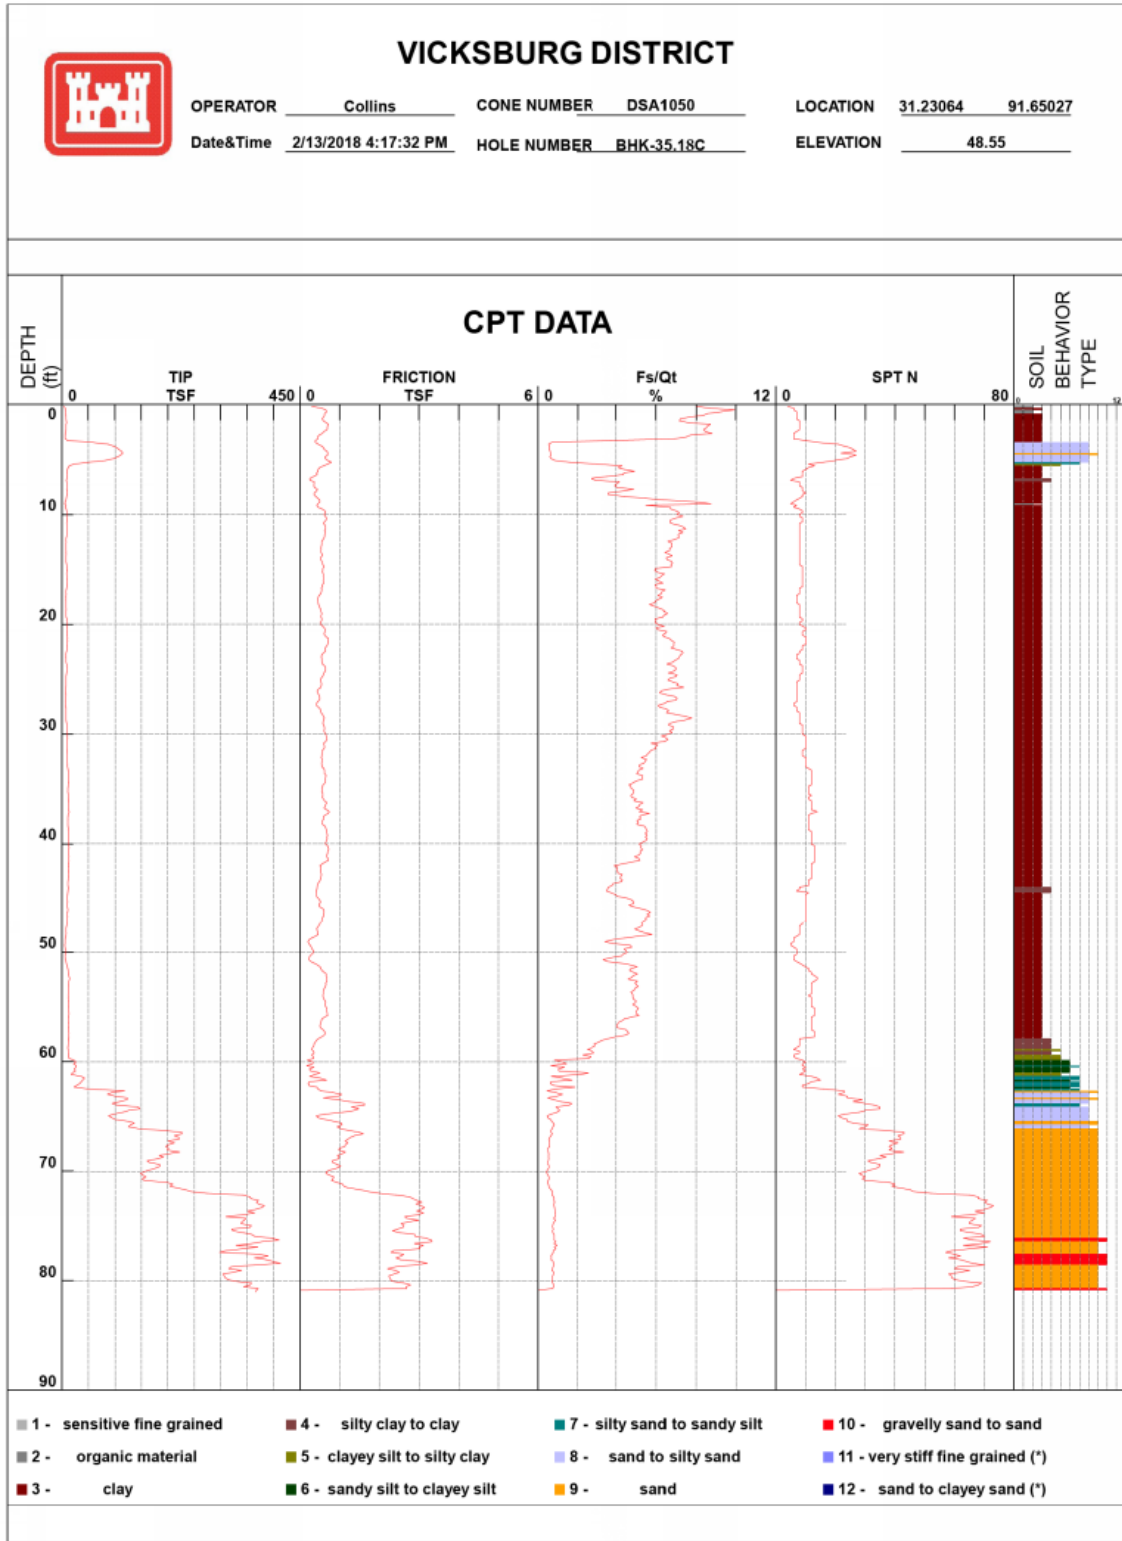 VICKSBURG DISTRICT
OPERATOR Collins CONE NUMBER DSA1050 LOCATION 31.23064 91.65027
Date&Time 2/13/2018 4:17:32 PM HOLE NUMBER BHK-35.18C ELEVATION 48.55
CPT DATA
DEPTH (ft)
TIP FRICTION Fs/Qt SPT N
0 TSF 450 0 TSF 6 0 % 12 0 80
SOIL BEHAVIOR TYPE
0 12
0
10
20
30
40
50
60
70
80
90
1 - sensitive fine grained 4 - silty clay to clay 7 - silty sand to sandy silt 10 - gravelly sand to sand
2 - organic material 5 - clayey silt to silty clay 8 - sand to silty sand 11 - very stiff fine grained (*)
3 - clay 6 - sandy silt to clayey silt 9 - sand 12 - sand to clayey sand (*)